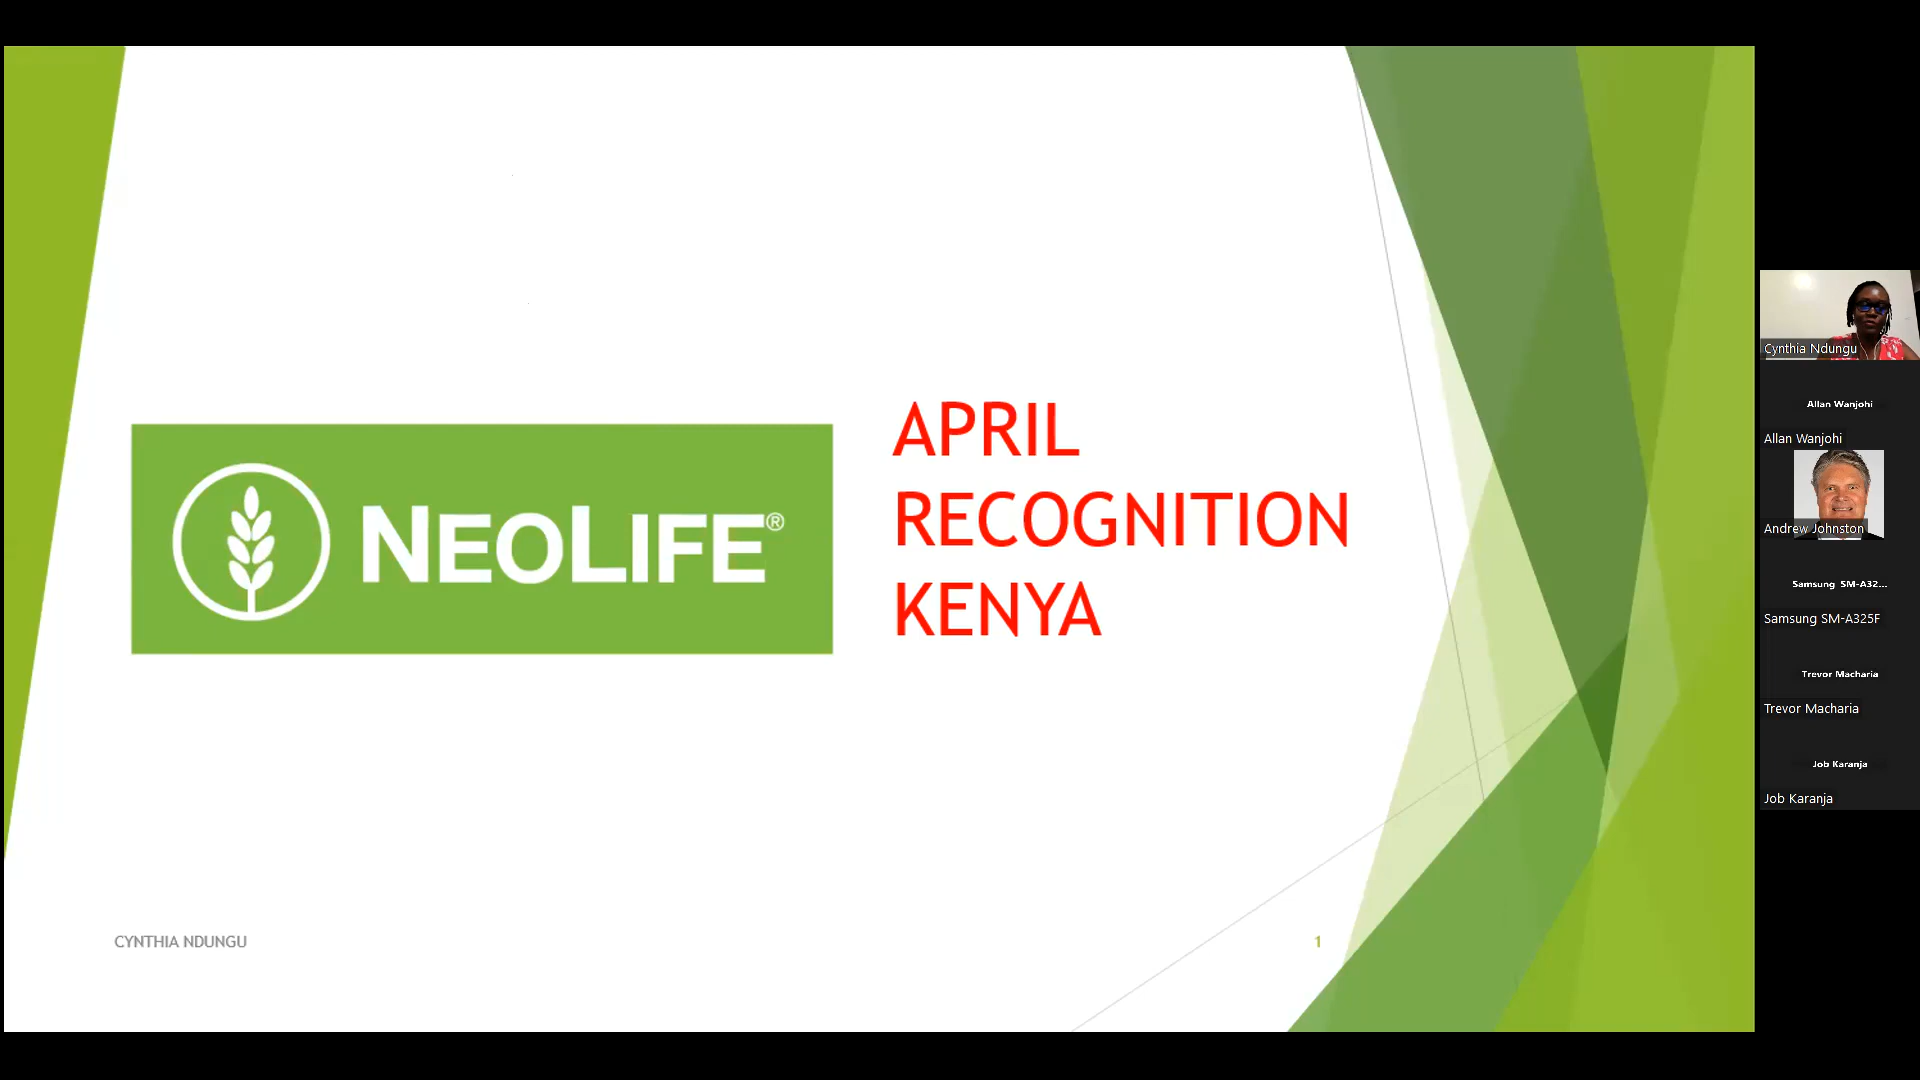 NEOLIFE®
APRIL
RECOGNITION
KENYA
CYNTHIA NDUNGU
1
Cynthia Ndungu
Allan Wanjohi
Allan Wanjohi
Andrew Johnston
Samsung SM-A32...
Samsung SM-A325F
Trevor Macharia
Trevor Macharia
Job Karanja
Job Karanja